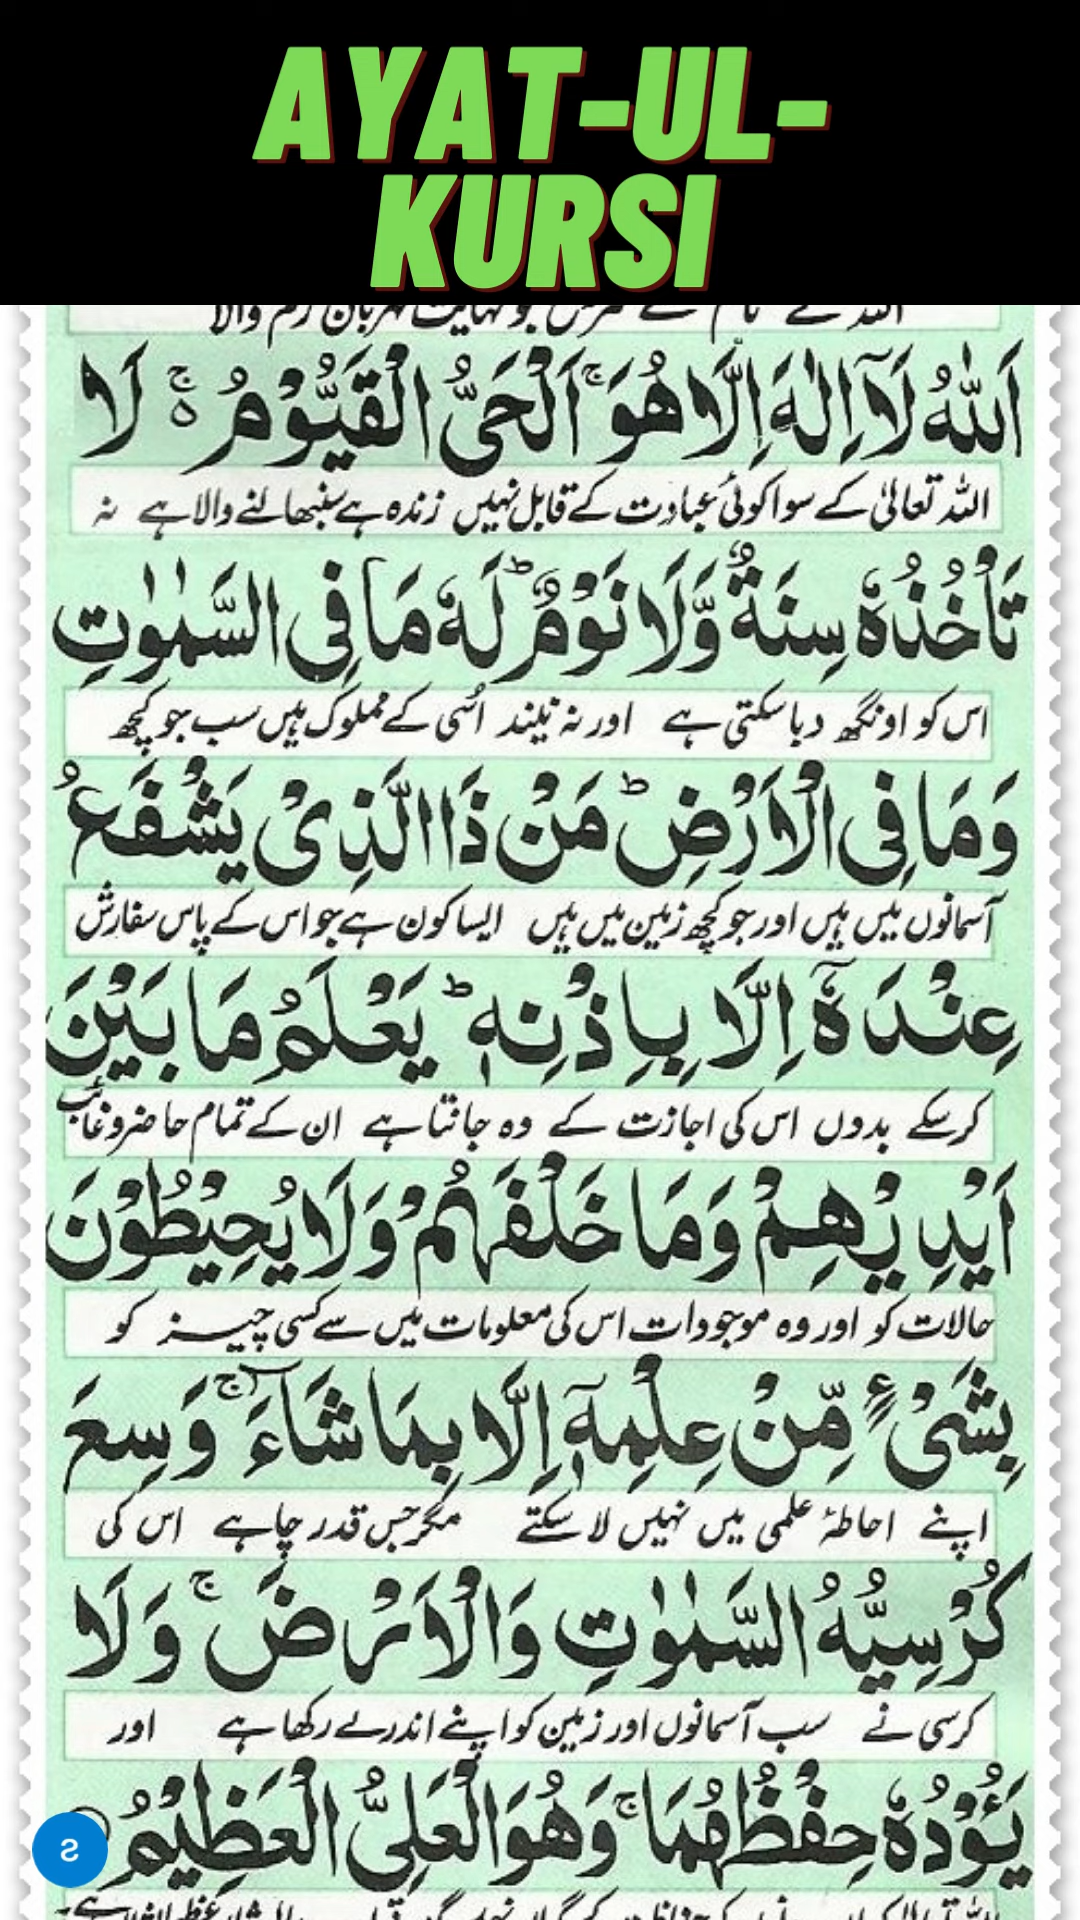 AYAT-UL-
KURSI
اَللّٰهُ لَاۤ اِلٰهَ اِلَّا هُوَ ۚ اَلْحَیُّ الْقَیُّوْمُ ۚ۬ لَا
اللہ تعالیٰ کے سوا کوئی عبادت کے قابل نہیں زندہ ہے سنبھالنے والا ہے نہ
تَاْخُذُهٗ سِنَةٌ وَّلَا نَوْمٌ ؕ لَهٗ مَا فِی السَّمٰوٰتِ
اس کو اونگھ دبا سکتی ہے اور نہ نیند اسُی کے مملوک ہیں سب جو کچھ
وَمَا فِی الْاَرْضِ ؕ مَنْ ذَا الَّذِیْ یَشْفَعُ
آسمانوں میں ہیں اور جو کچھ زمین میں ہیں ایسا کون ہے جو اس کے پاس سفارش
عِنْدَهٗۤ اِلَّا بِاِذْنِهٖ ؕ یَعْلَمُ مَا بَیْنَ
کرسکے بدوں اس کی اجازت کے وہ جانتا ہے ان کے تمام حاضر و غائب
اَیْدِیْهِمْ وَمَا خَلْفَهُمْ وَلَا یُحِیْطُوْنَ
حالات کو اور وہ موجودات اس کی معلومات میں سے کسی چیز کو
بِشَیْءٍ مِّنْ عِلْمِهٖۤ اِلَّا بِمَا شَآءَ ۚ وَسِعَ
اپنے احاطۂ علمی میں نہیں لا سکتے مگر جس قدر چاہے اس کی
كُرْسِیُّهُ السَّمٰوٰتِ وَالْاَرْضَ ۚ وَلَا
کرسی نے سب آسمانوں اور زمین کو اپنے اندر لے رکھا ہے اور
یَـُٔوْدُهٗ حِفْظُهُمَا ۚ وَهُوَ الْعَلِیُّ الْعَظِیْمُ